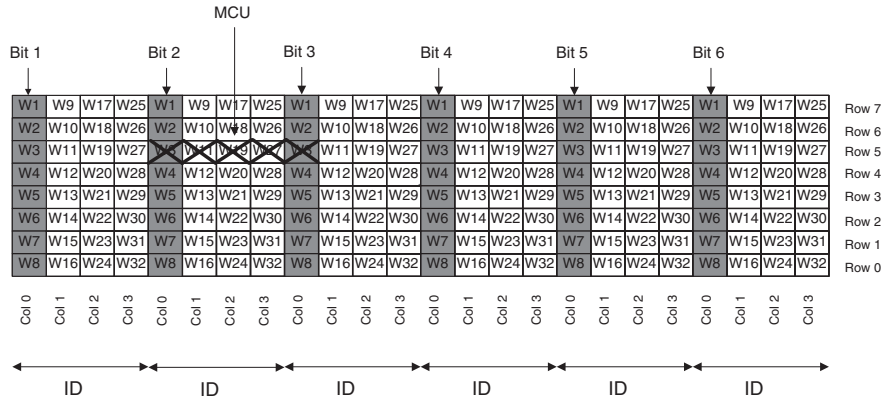 MCU
Bit 1 Bit 2 Bit 3 Bit 4 Bit 5 Bit 6
W1 W9 W17 W25 W1 W9 W17 W25 W1 W9 W17 W25 W1 W9 W17 W25 W1 W9 W17 W25 W1 W9 W17 W25 Row 7
W2 W10 W18 W26 W2 W10 W18 W26 W2 W10 W18 W26 W2 W10 W18 W26 W2 W10 W18 W26 W2 W10 W18 W26 Row 6
W3 W11 W19 W27 W19 W11 W19 W27 W3 W11 W19 W27 W3 W11 W19 W27 W3 W11 W19 W27 Row 5
W4 W12 W20 W28 W4 W12 W20 W28 W4 W12 W20 W28 W4 W12 W20 W28 W4 W12 W20 W28 W4 W12 W20 W28 Row 4
W5 W13 W21 W29 W5 W13 W21 W29 W5 W13 W21 W29 W5 W13 W21 W29 W5 W13 W21 W29 W5 W13 W21 W29 Row 3
W6 W14 W22 W30 W6 W14 W22 W30 W6 W14 W22 W30 W6 W14 W22 W30 W6 W14 W22 W30 W6 W14 W22 W30 Row 2
W7 W15 W23 W31 W7 W15 W23 W31 W7 W15 W23 W31 W7 W15 W23 W31 W7 W15 W23 W31 W7 W15 W23 W31 Row 1
W8 W16 W24 W32 W8 W16 W24 W32 W8 W16 W24 W32 W8 W16 W24 W32 W8 W16 W24 W32 W8 W16 W24 W32 Row 0
Col 0 Col 1 Col 2 Col 3 Col 0 Col 1 Col 2 Col 3 Col 0 Col 1 Col 2 Col 3 Col 0 Col 1 Col 2 Col 3 Col 0 Col 1 Col 2 Col 3 Col 0 Col 1 Col 2 Col 3
ID ID ID ID ID ID